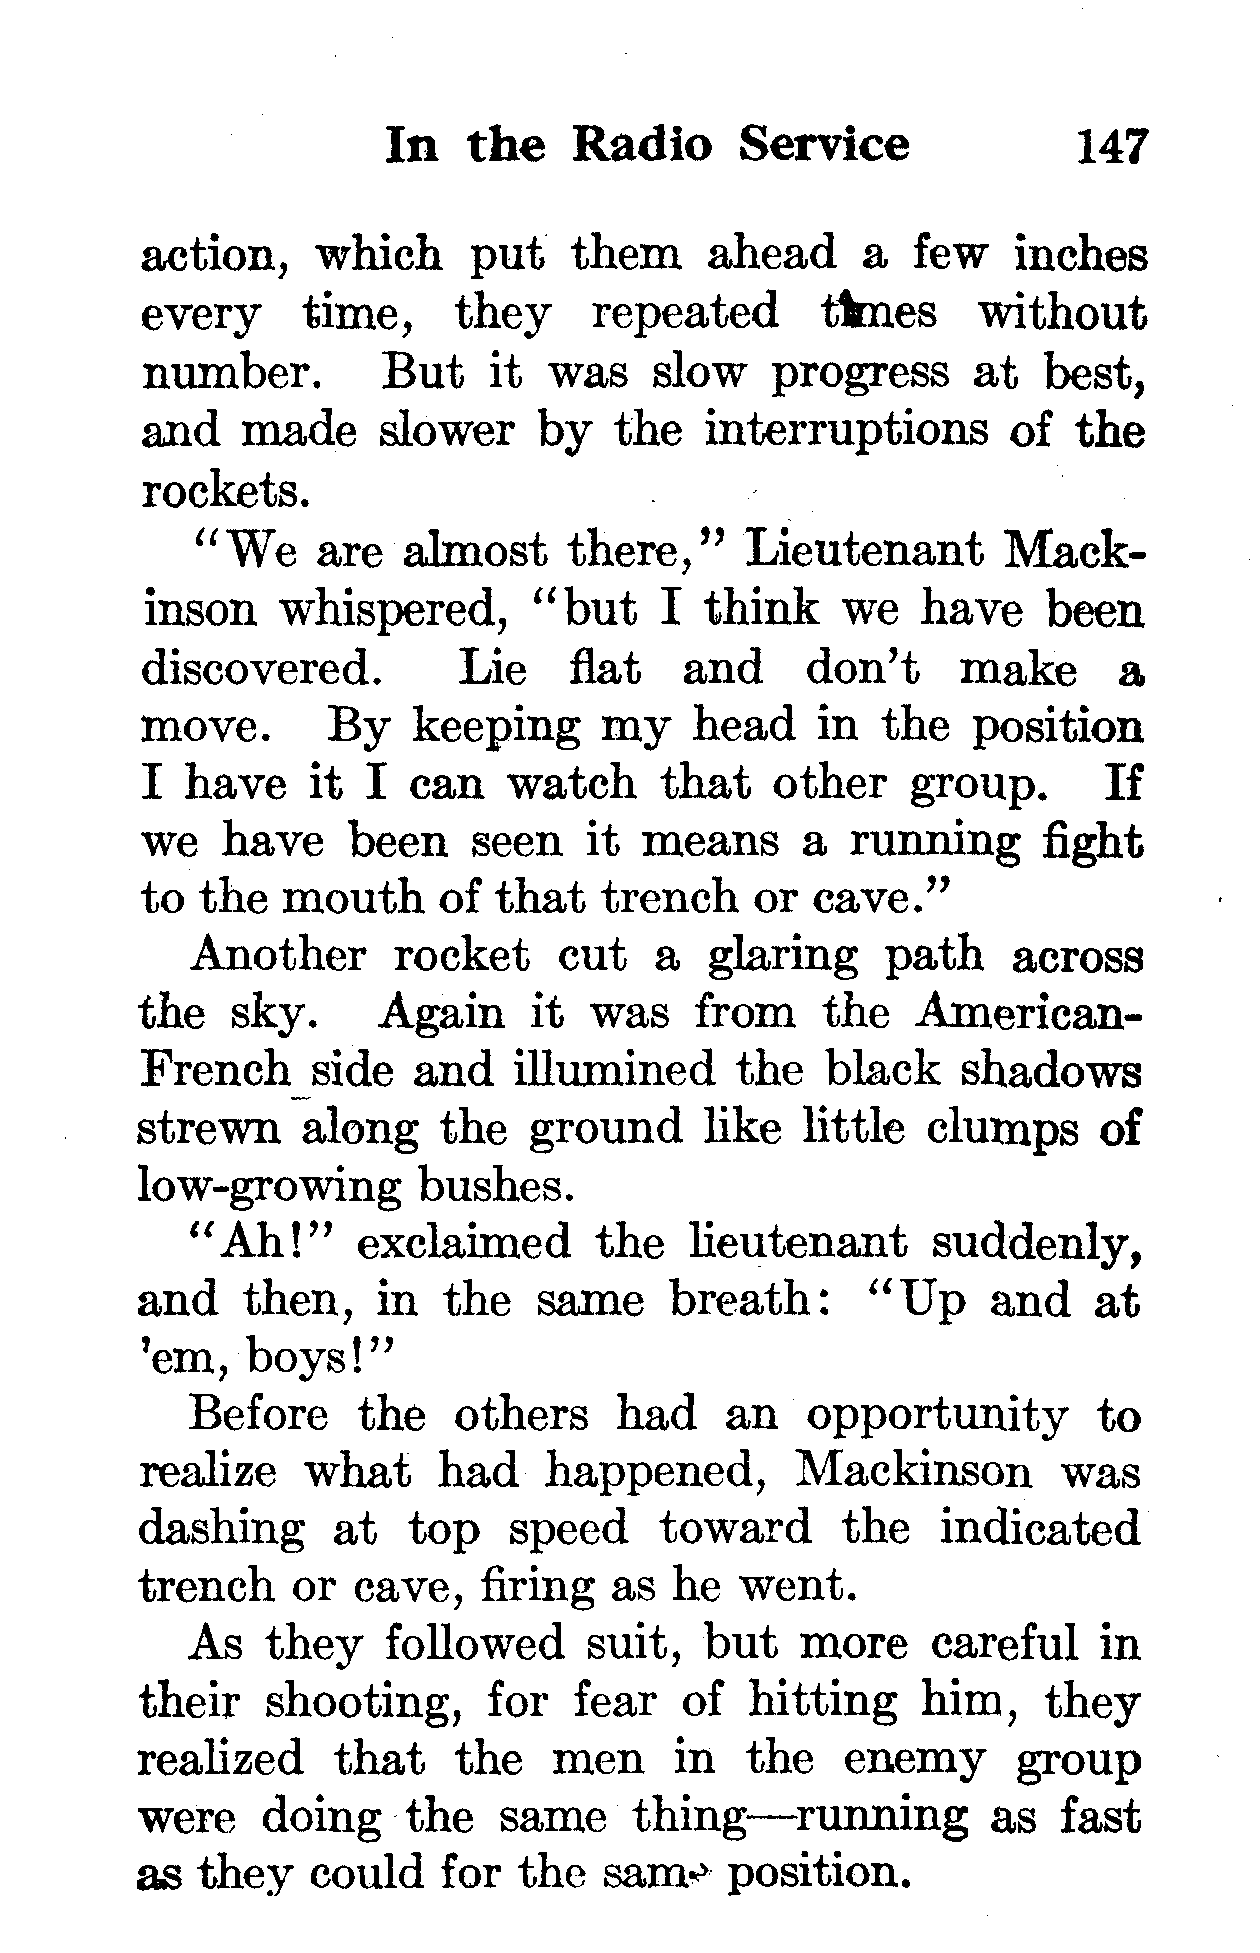 In the Radio Service 147
action, which put them ahead a few inches
every time, they repeated times without
number. But it was slow progress at best,
and made slower by the interruptions of the
rockets.
"We are almost there," Lieutenant Mack-
inson whispered, "but I think we have been
discovered. Lie flat and don't make a
move. By keeping my head in the position
I have it I can watch that other group. If
we have been seen it means a running fight
to the mouth of that trench or cave."
Another rocket cut a glaring path across
the sky. Again it was from the American-
French side and illumined the black shadows
strewn along the ground like little clumps of
low-growing bushes.
"Ah!" exclaimed the lieutenant suddenly,
and then, in the same breath: "Up and at
'em, boys!"
Before the others had an opportunity to
realize what had happened, Mackinson was
dashing at top speed toward the indicated
trench or cave, firing as he went.
As they followed suit, but more careful in
their shooting, for fear of hitting him, they
realized that the men in the enemy group
were doing the same thing—running as fast
as they could for the same position.